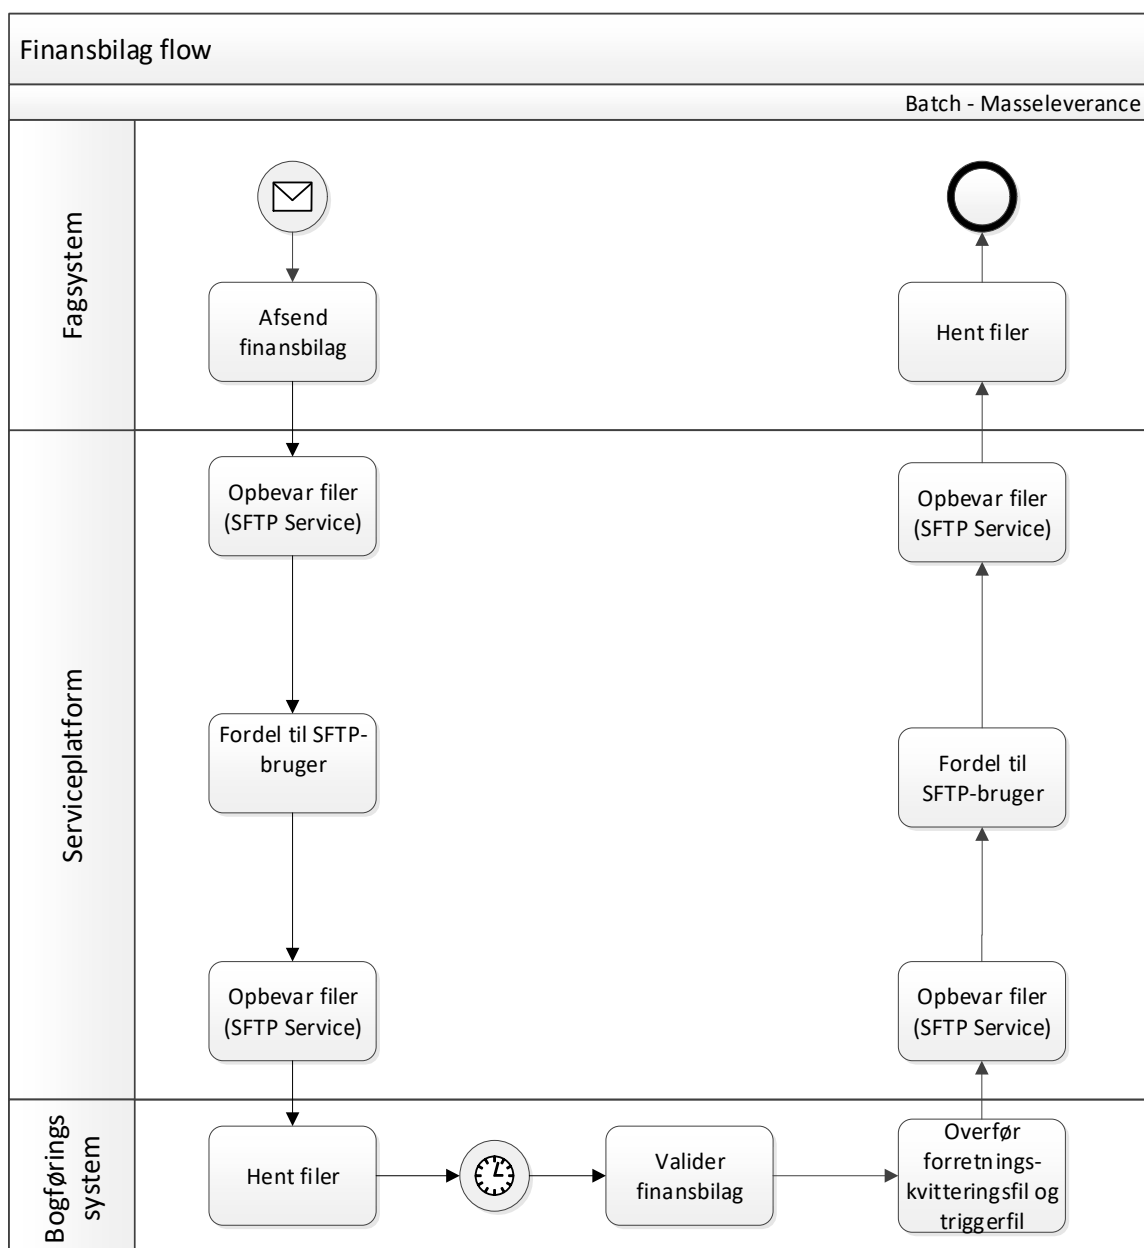 Finansbilag flow
Batch - Masseleverance
Fagsystem
Afsend
finansbilag
Hent filer
Serviceplatform
Opbevar filer
(SFTP Service)
Opbevar filer
(SFTP Service)
Fordel til SFTP-
bruger
Fordel til
SFTP-bruger
Opbevar filer
(SFTP Service)
Opbevar filer
(SFTP Service)
Bogførings
system
Hent filer
Valider
finansbilag
Overfør
forretnings-
kvitteringsfil og
triggerfil